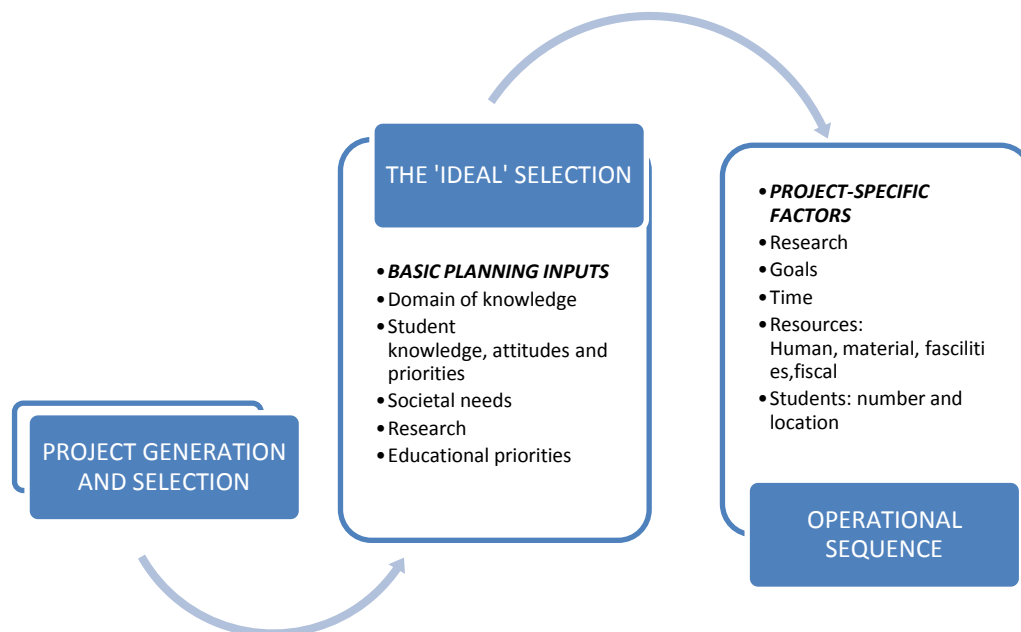 PROJECT GENERATION
AND SELECTION
THE 'IDEAL' SELECTION
•BASIC PLANNING INPUTS
•Domain of knowledge
•Student
knowledge, attitudes and
priorities
•Societal needs
•Research
•Educational priorities
•PROJECT-SPECIFIC
FACTORS
•Research
•Goals
•Time
•Resources:
Human, material, fasciliti
es,fiscal
•Students: number and
location
OPERATIONAL
SEQUENCE